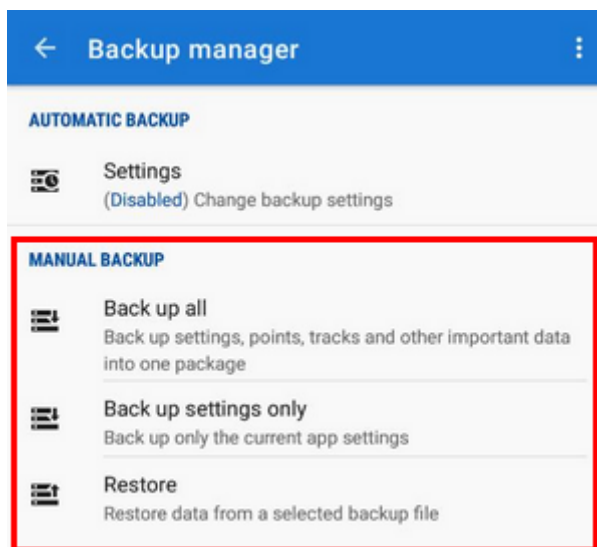 Backup manager
AUTOMATIC BACKUP
Settings
(Disabled) Change backup settings
MANUAL BACKUP
Back up all
Back up settings, points, tracks and other important data
into one package
Back up settings only
Back up only the current app settings
Restore
Restore data from a selected backup file